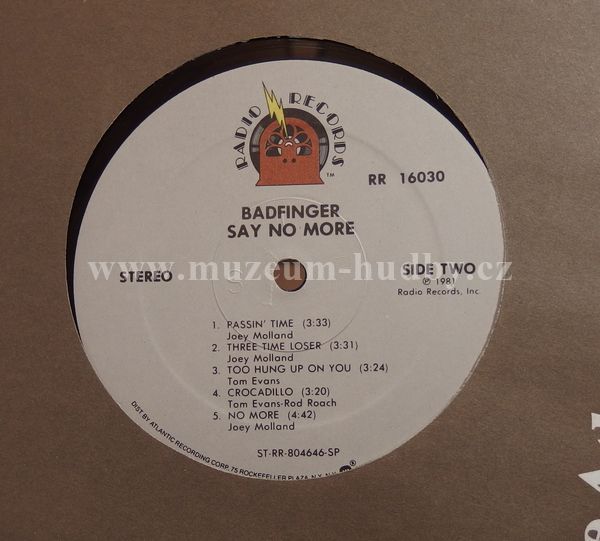 RADIO RECORDS
TM
RR 16030
BADFINGER
SAY NO MORE
www.muzeum-hudby.cz
STEREO
SIDE TWO
℗ 1981
Radio Records, Inc.
1. PASSIN' TIME (3:33)
Joey Molland
2. THREE TIME LOSER (3:31)
Joey Molland
3. TOO HUNG UP ON YOU (3:24)
Tom Evans
4. CROCADILLO (3:20)
Tom Evans-Rod Roach
5. NO MORE (4:42)
Joey Molland
ST-RR-804646-SP
DIST. BY ATLANTIC RECORDING CORP. 75 ROCKEFELLER PLAZA, N.Y. N.Y.